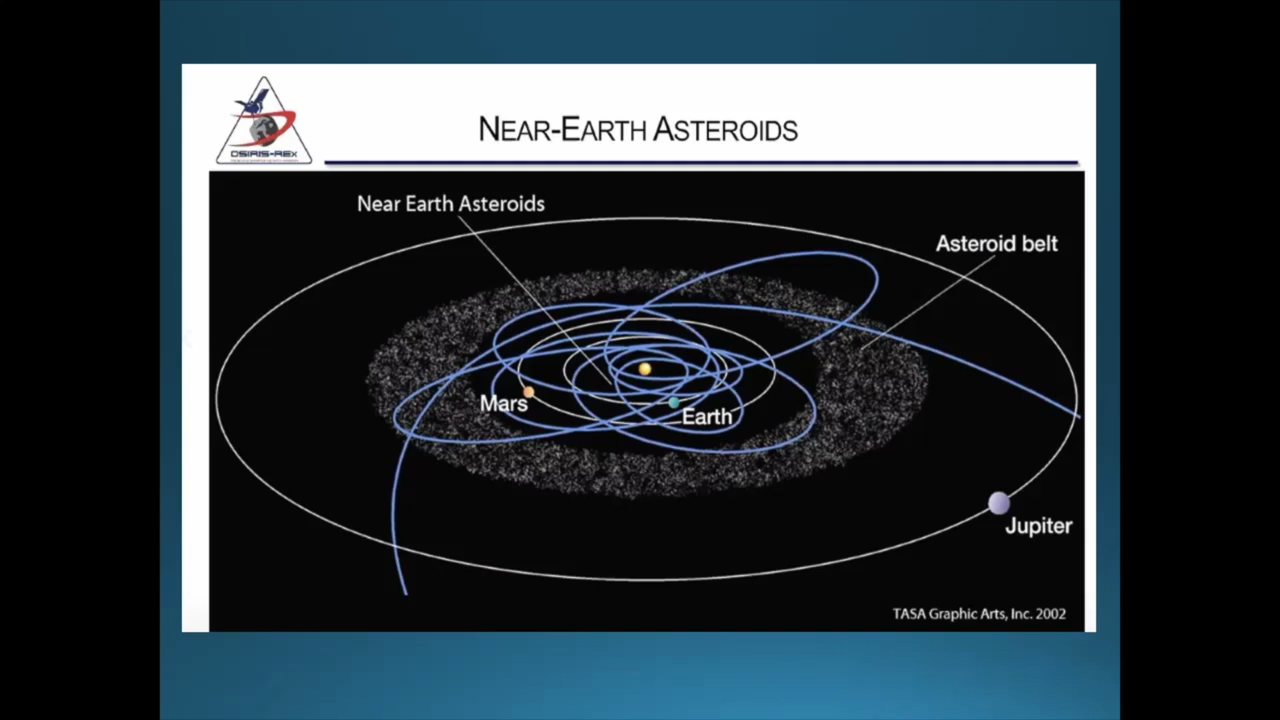 NEAR-EARTH ASTEROIDS
OSIRIS-REx
Near Earth Asteroids
Asteroid belt
Mars
Earth
Jupiter
TASA Graphic Arts, Inc. 2002